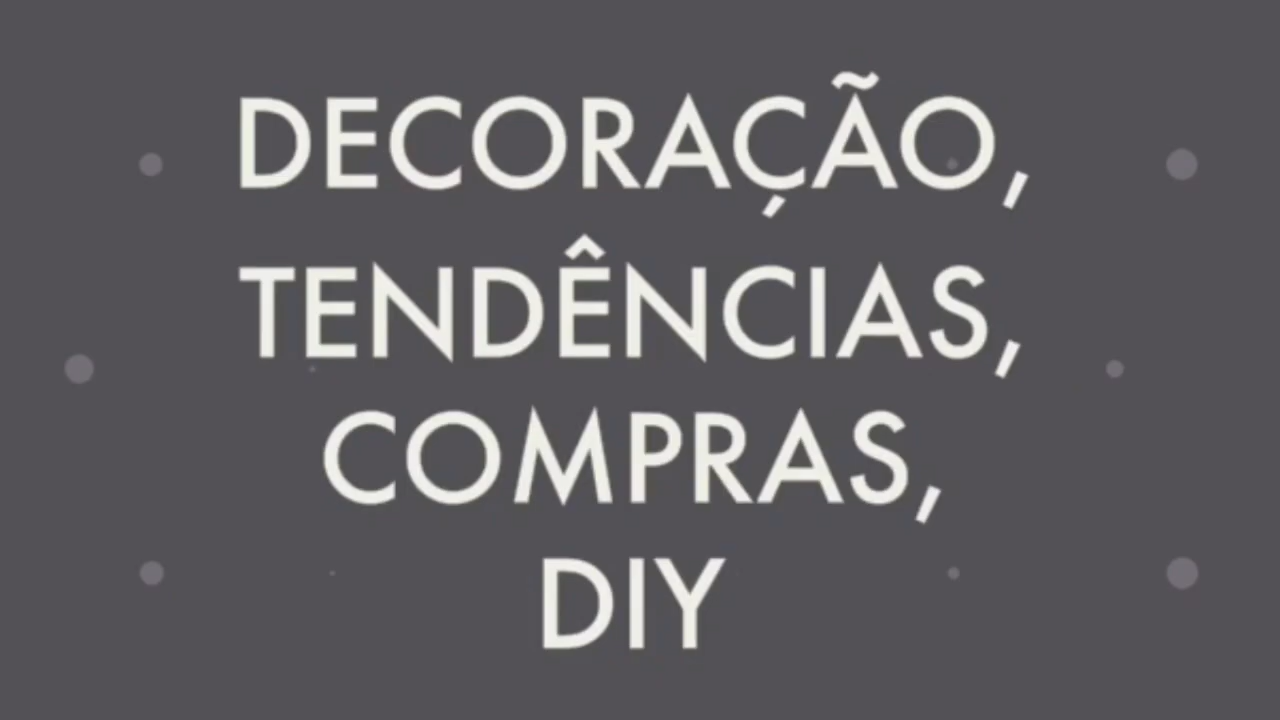 DECORAÇÃO,
TENDÊNCIAS,
COMPRAS,
DIY